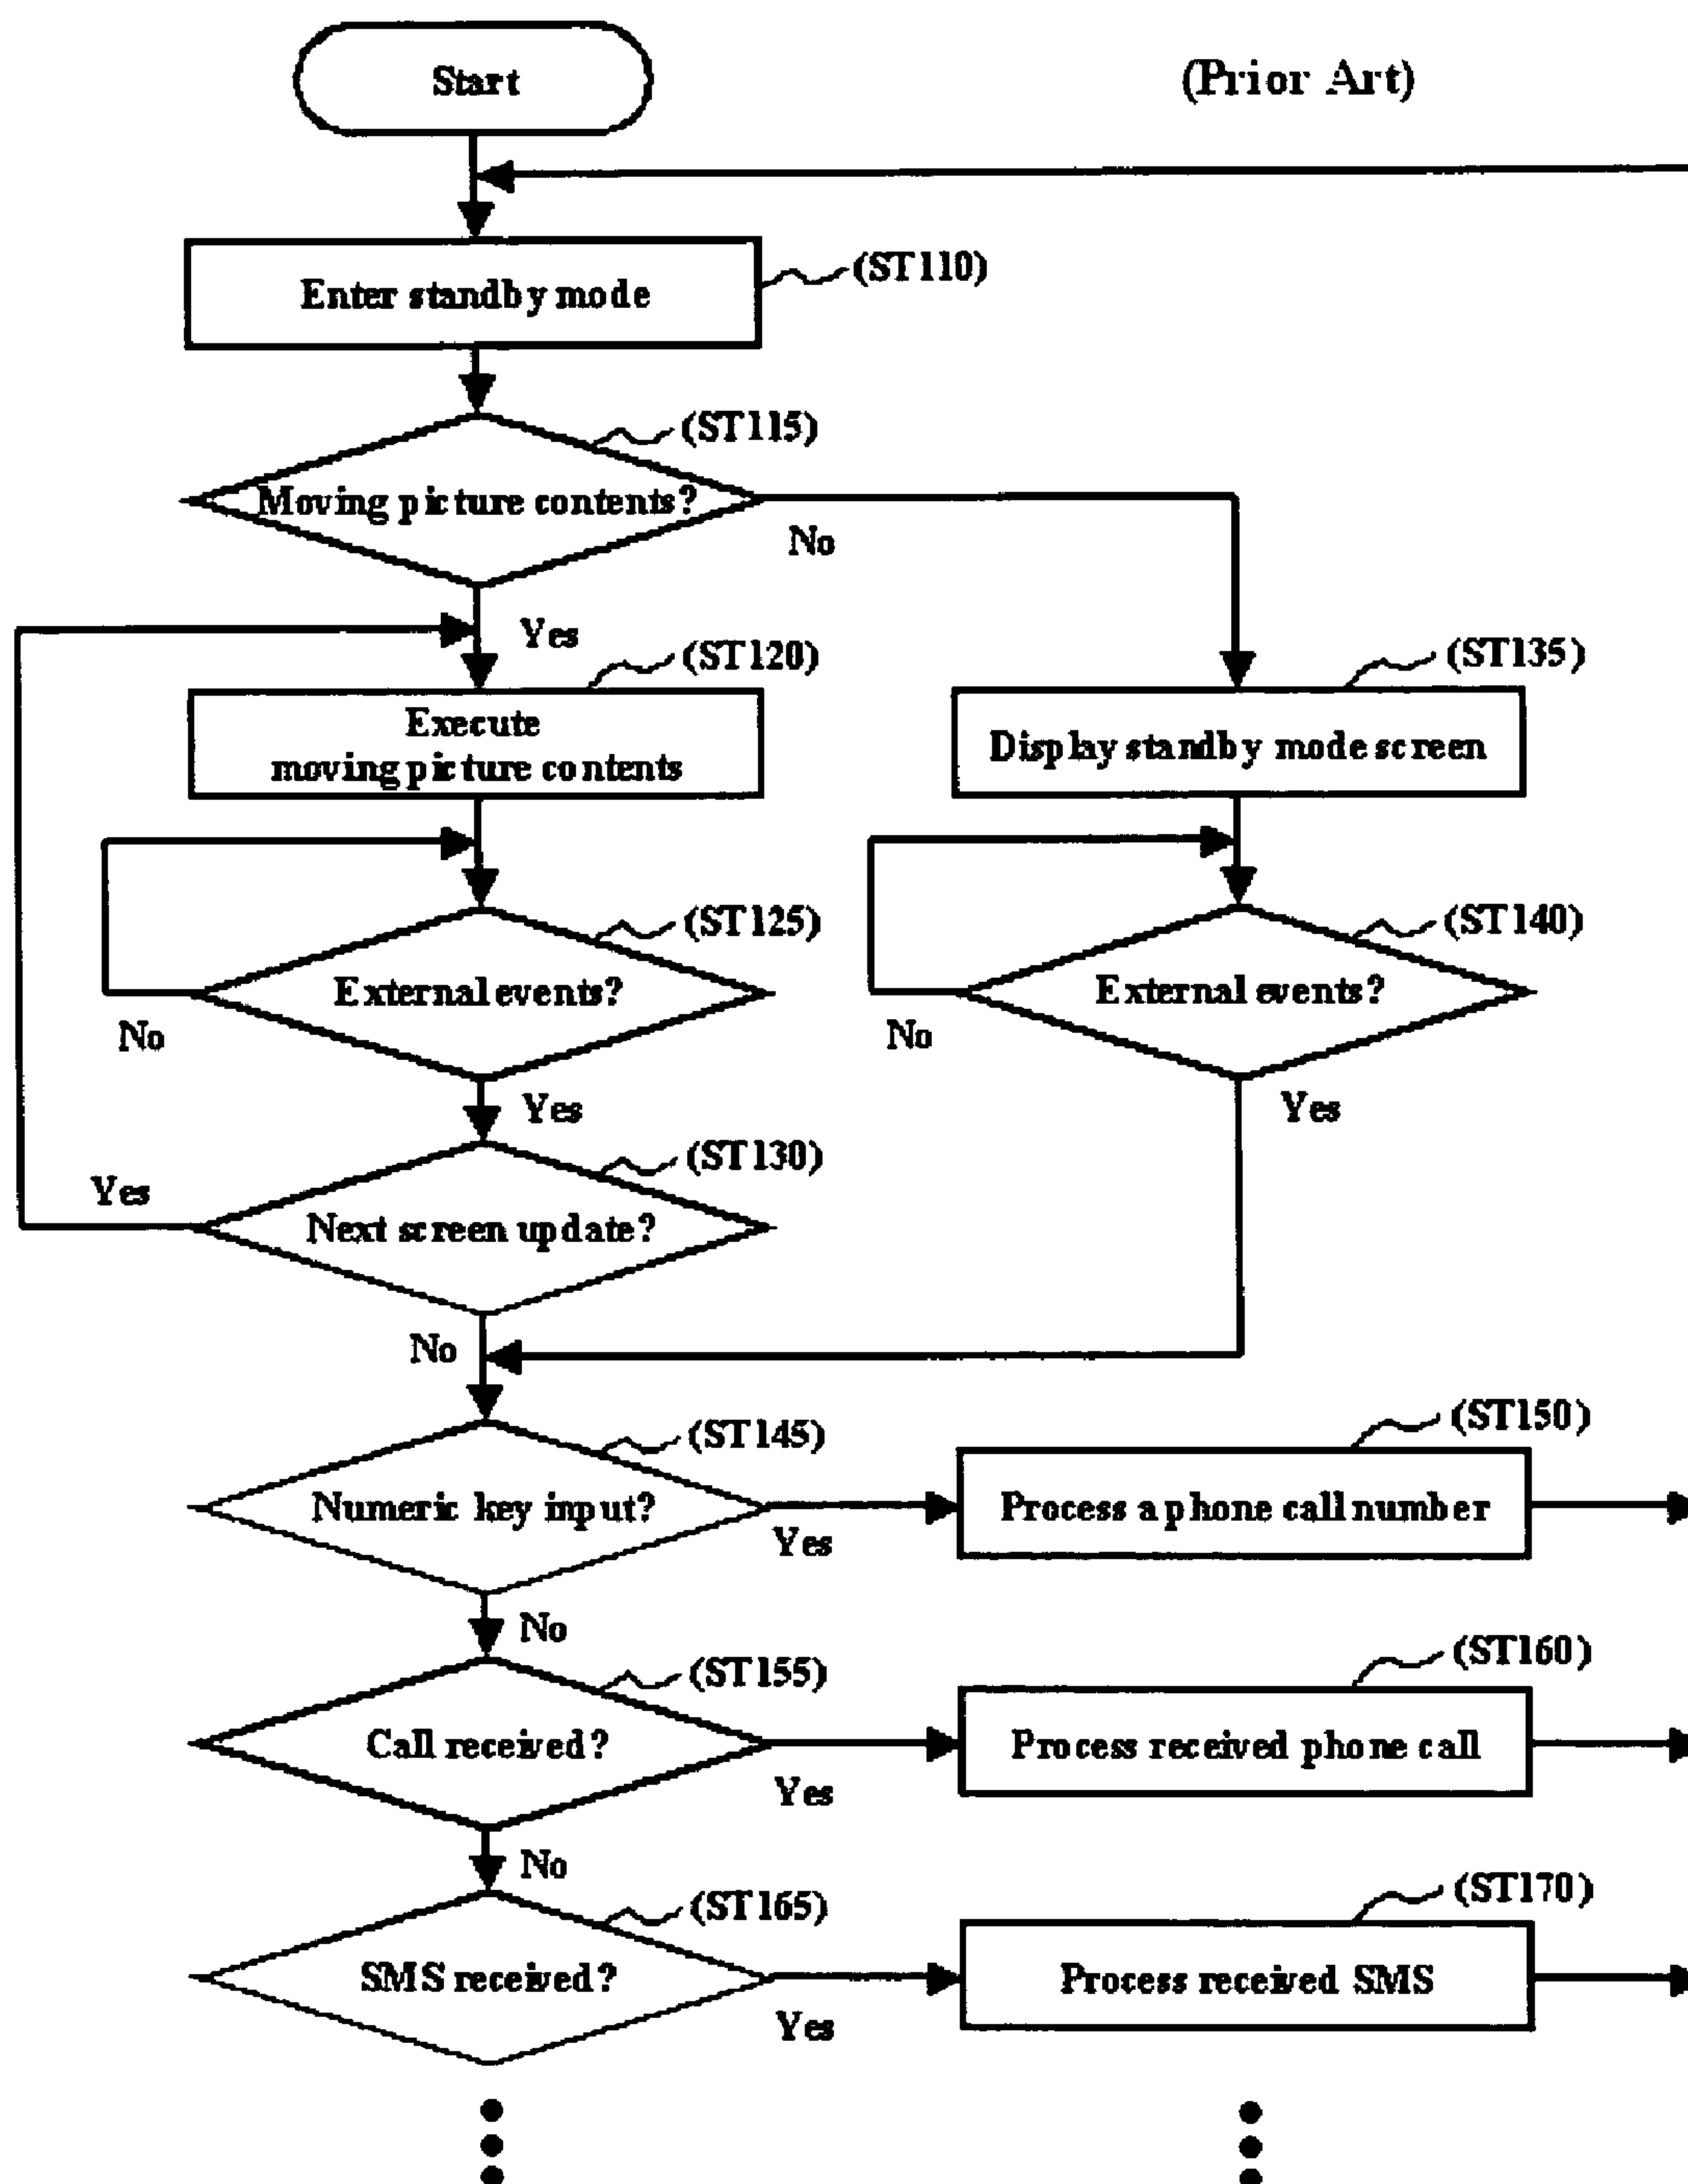 Start
(Prior Art)
Enter standby mode
(ST110)
(ST115)
Moving picture contents?
No
Yes
(ST120)
(ST135)
Execute
moving picture contents
Display standby mode screen
(ST125)
(ST140)
External events?
External events?
No
No
Yes
Yes
(ST130)
Yes
Next screen update?
No
(ST145)
(ST150)
Numeric key input?
Process a phone call number
Yes
No
(ST155)
(ST160)
Call received?
Process received phone call
Yes
No
(ST165)
(ST170)
SMS received?
Process received SMS
Yes